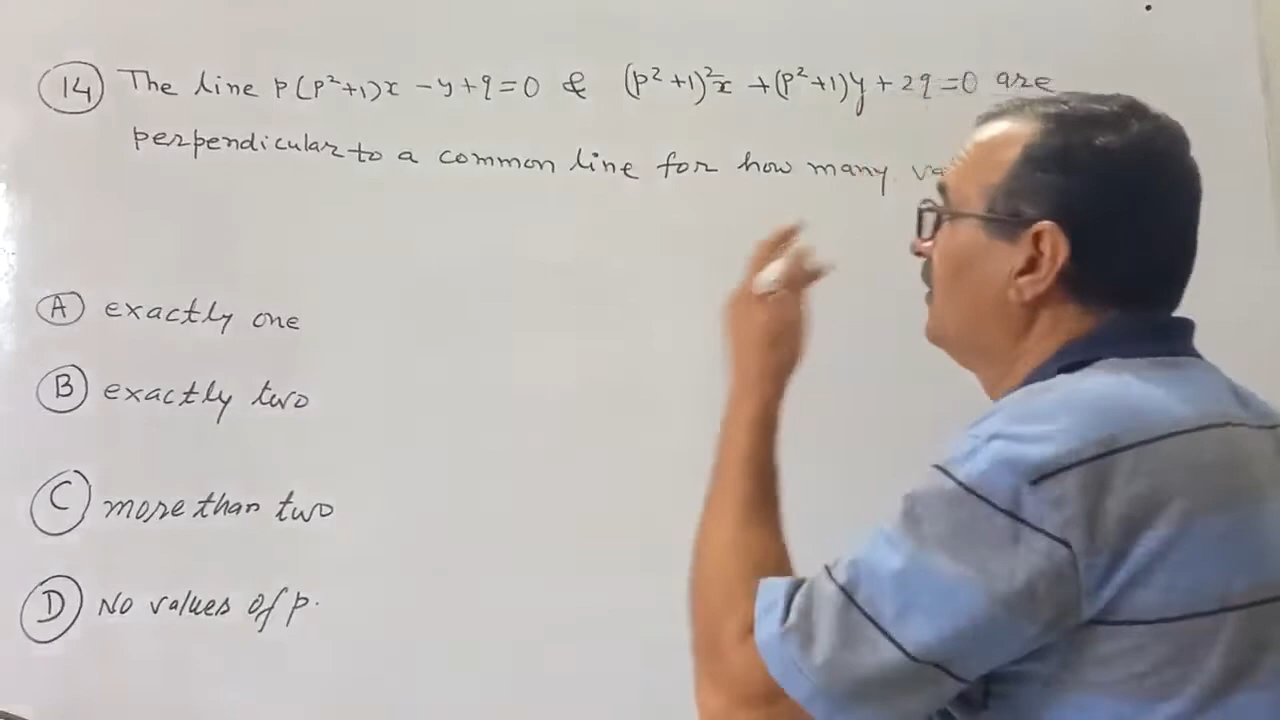 14 The line p(p²+1)x -y+q=0 & (p²+1)²x +(p²+1)y+2q=0 are
perpendicular to a common line for how many
A exactly one
B exactly two
C more than two
D No values of p.